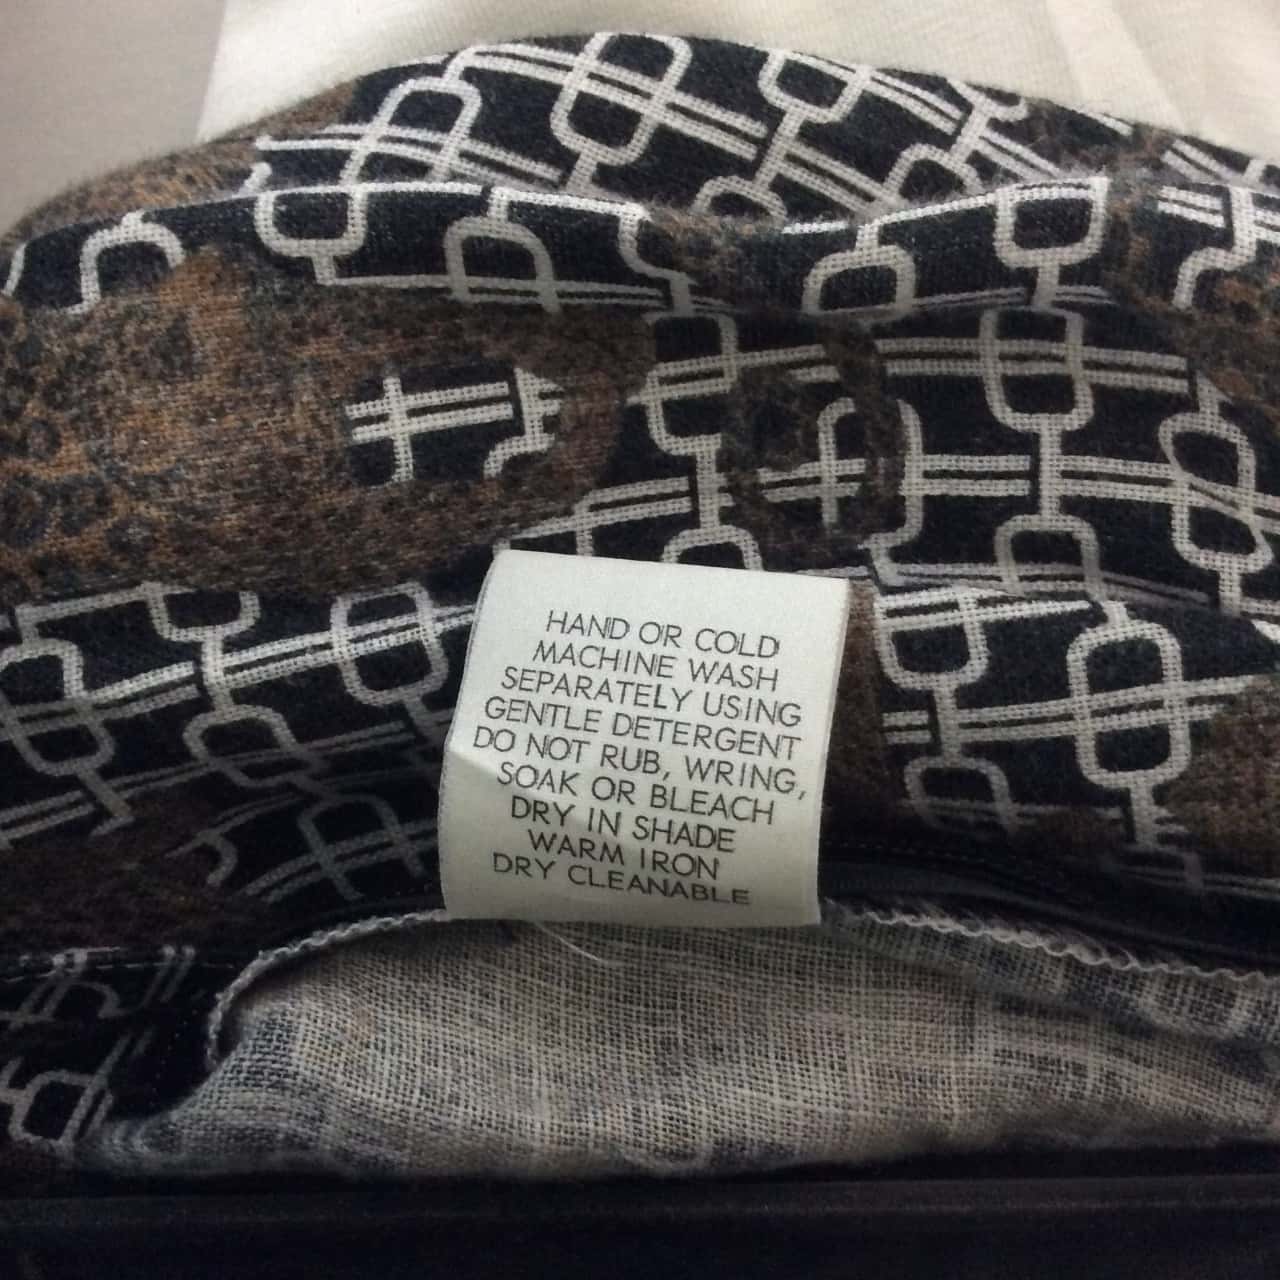 HAND OR COLD
MACHINE WASH
SEPARATELY USING
GENTLE DETERGENT
DO NOT RUB, WRING,
SOAK OR BLEACH
DRY IN SHADE
WARM IRON
DRY CLEANABLE